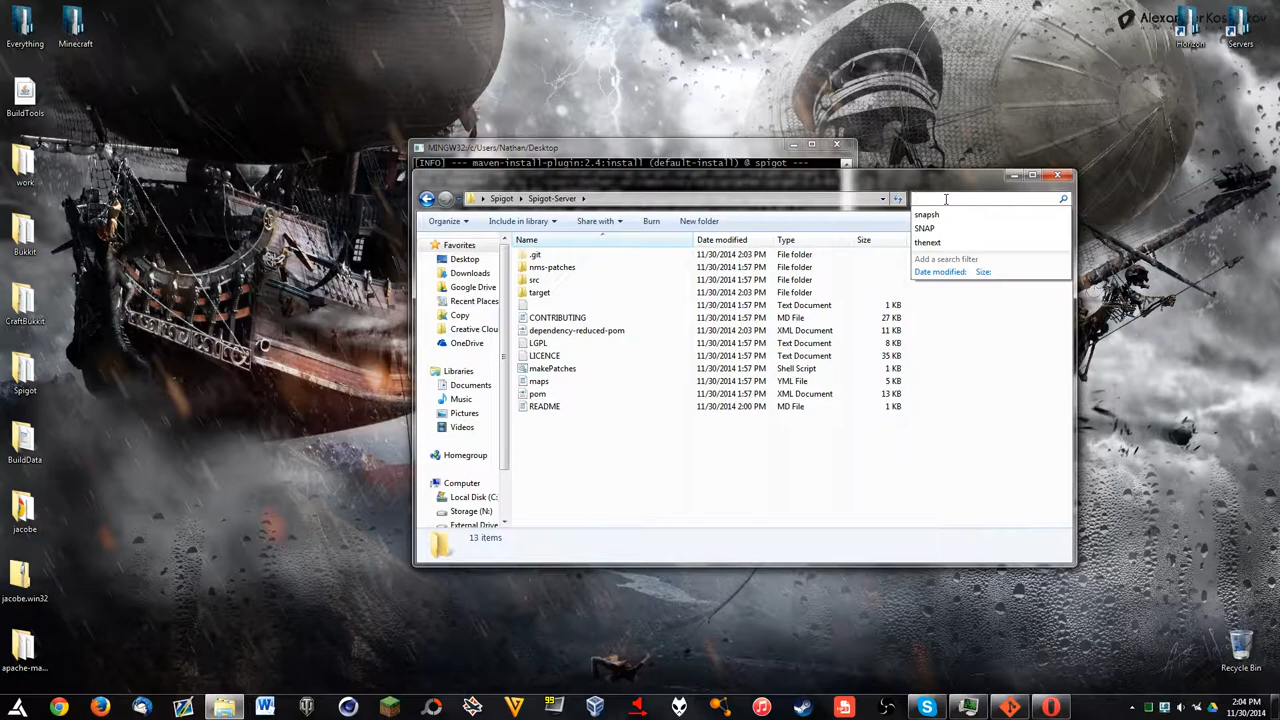 Everything
Minecraft
Horizon
Servers
BuildTools
work
Bukkit
CraftBukkit
Spigot
BuildData
jacobe
jacobe.win32
apache-ma...
Recycle Bin
MINGW32:/c/Users/Nathan/Desktop
[INFO] --- maven-install-plugin:2.4:install (default-install) @ spigot ---
Spigot Spigot-Server
snapsh
SNAP
thenext
Add a search filter
Date modified: Size:
Organize Include in library Share with Burn New folder
Name Date modified Type Size
.git 11/30/2014 2:03 PM File folder
nms-patches 11/30/2014 1:57 PM File folder
src 11/30/2014 1:57 PM File folder
target 11/30/2014 2:03 PM File folder
11/30/2014 1:57 PM Text Document 1 KB
CONTRIBUTING 11/30/2014 1:57 PM MD File 27 KB
dependency-reduced-pom 11/30/2014 2:03 PM XML Document 11 KB
LGPL 11/30/2014 1:57 PM Text Document 8 KB
LICENCE 11/30/2014 1:57 PM Text Document 35 KB
makePatches 11/30/2014 1:57 PM Shell Script 1 KB
maps 11/30/2014 1:57 PM YML File 5 KB
pom 11/30/2014 1:57 PM XML Document 13 KB
README 11/30/2014 2:00 PM MD File 1 KB
Favorites
Desktop
Downloads
Google Drive
Recent Places
Copy
Creative Clou
OneDrive
Libraries
Documents
Music
Pictures
Videos
Homegroup
Computer
Local Disk (C:
Storage (N:)
External Drive
13 items
99
2:04 PM
11/30/2014